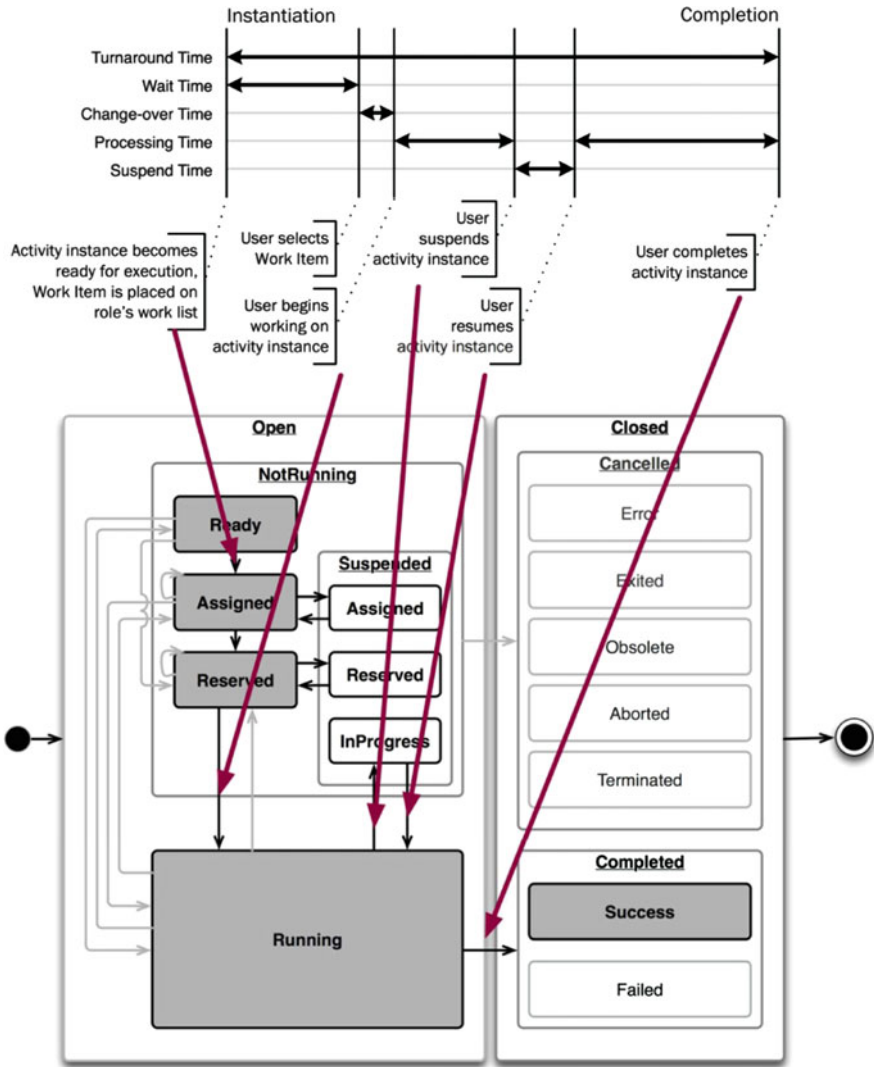 Instantiation
Completion
Turnaround Time
Wait Time
Change-over Time
Processing Time
Suspend Time
Activity instance becomes
ready for execution,
Work Item is placed on
role's work list
User selects
Work Item
User begins
working on
activity instance
User
suspends
activity instance
User
resumes
activity instance
User completes
activity instance
Open
NotRunning
Ready
Assigned
Reserved
Suspended
Assigned
Reserved
InProgress
Running
Closed
Cancelled
Error
Exited
Obsolete
Aborted
Terminated
Completed
Success
Failed